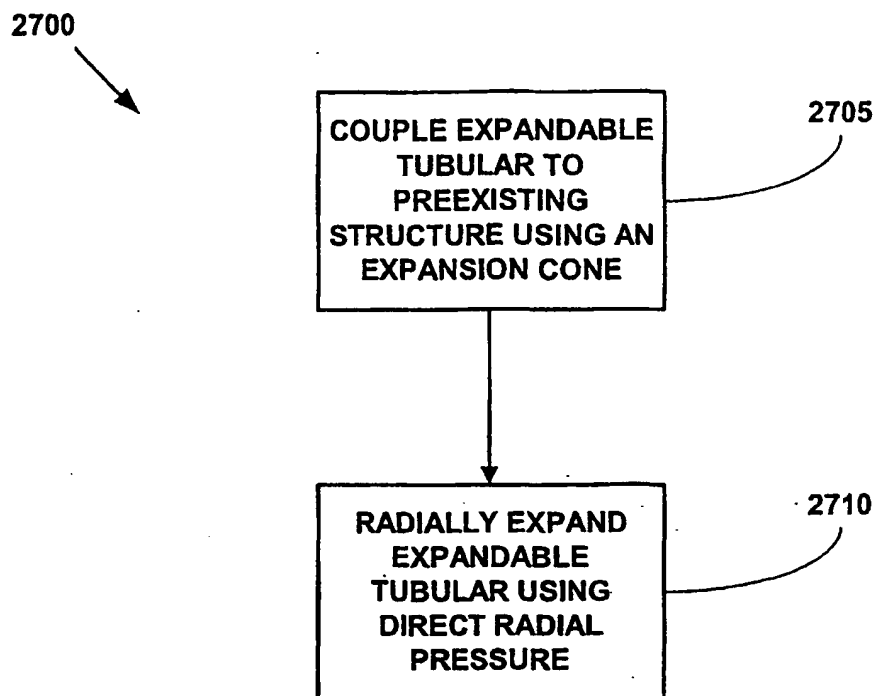 2700
2705
COUPLE EXPANDABLE
TUBULAR TO
PREEXISTING
STRUCTURE USING AN
EXPANSION CONE
2710
RADIALLY EXPAND
EXPANDABLE
TUBULAR USING
DIRECT RADIAL
PRESSURE